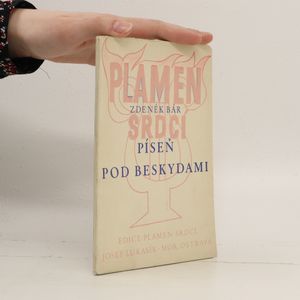 PLAMEN
ZDENĚK BÁR
SRDCÍ
PÍSEŇ
POD BESKYDAMI
EDICE PLAMEN SRDCÍ
JOSEF LUKASÍK · MOR. OSTRAVA